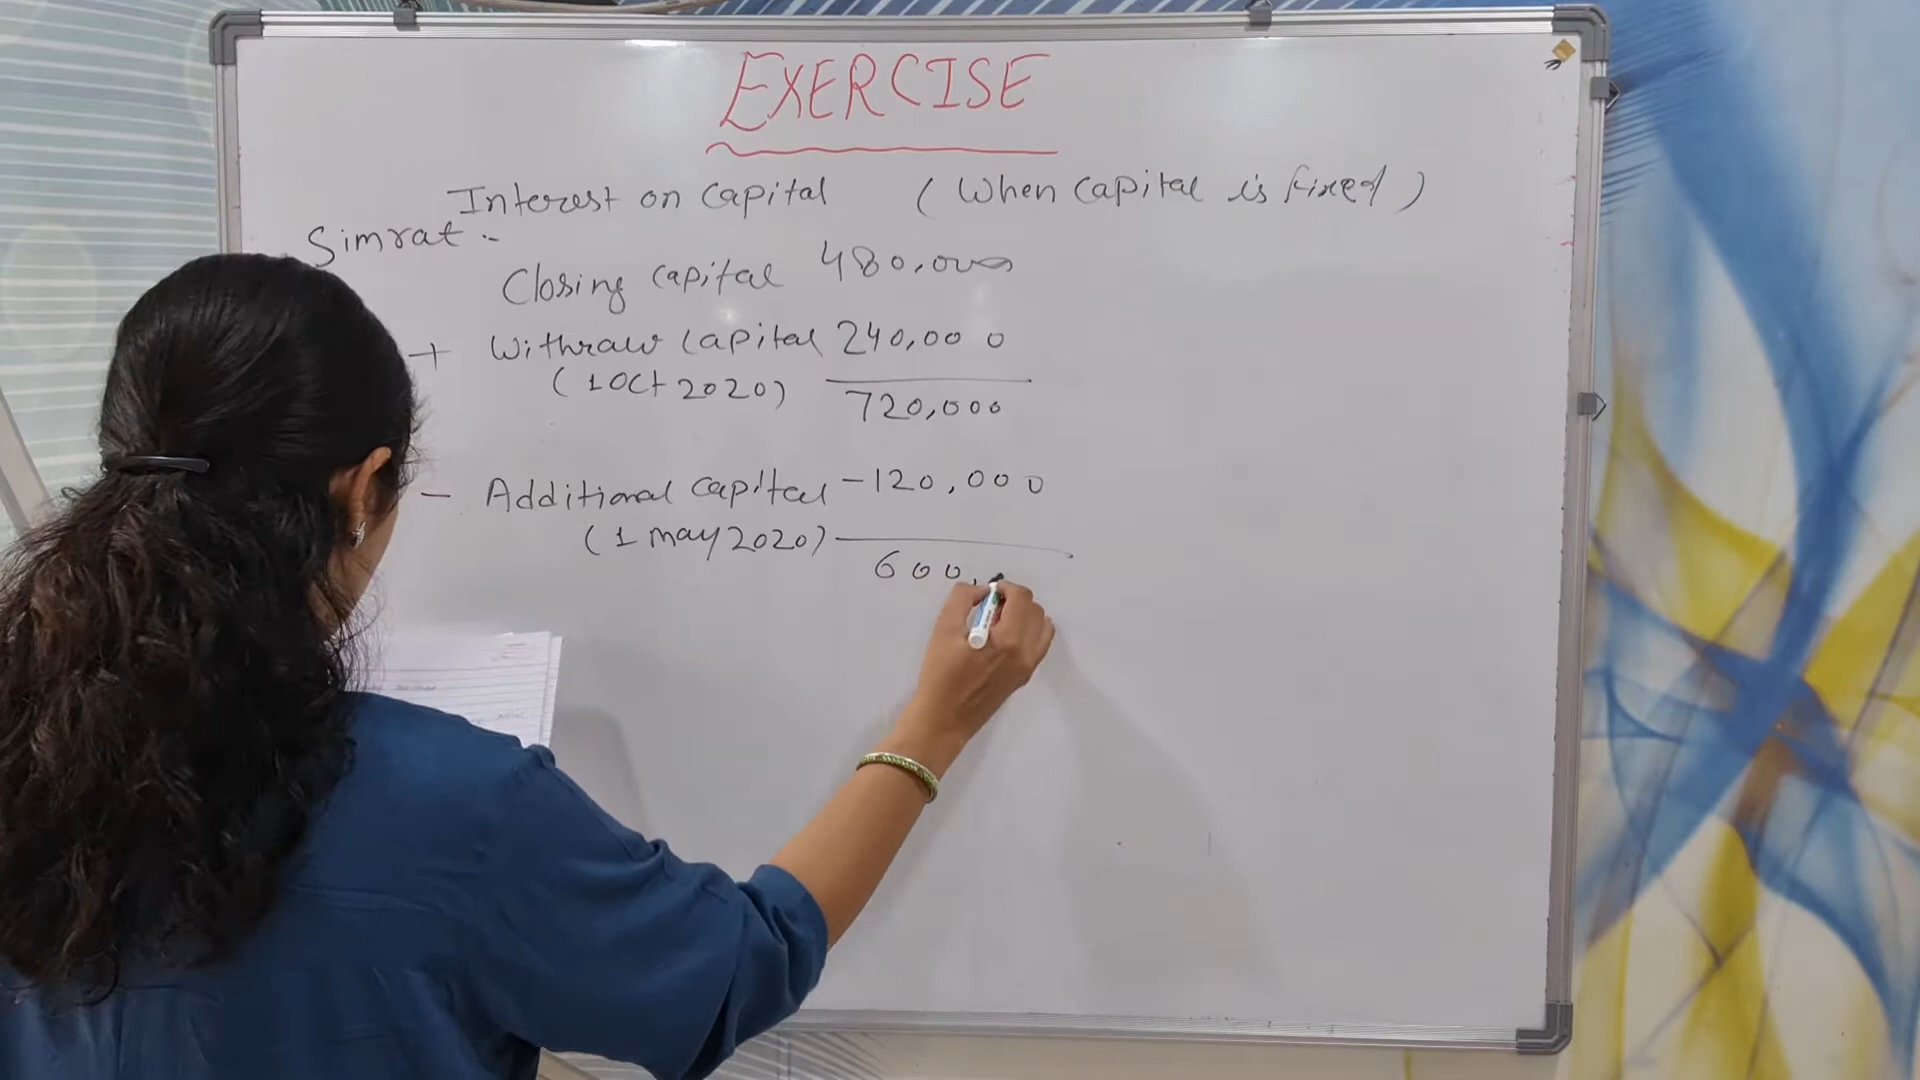 EXERCISE
Interest on capital (When capital is fixed)
Simrat :-
Closing capital 480,000
+ Withraw capital 240,000
(1 Oct 2020)
720,000
- Additional capital -120,000
(1 may 2020)
600,